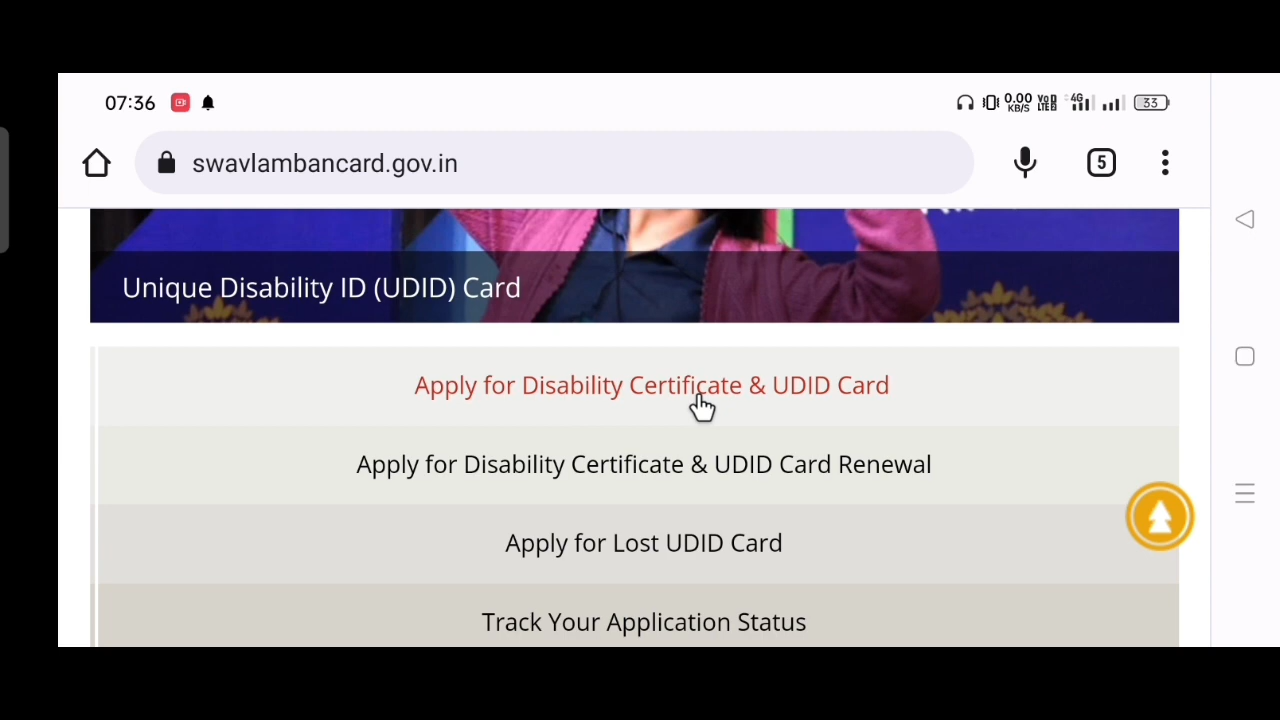 07:36
0.00
KB/S
4G
33
swavlambancard.gov.in
5
Unique Disability ID (UDID) Card
Apply for Disability Certificate & UDID Card
Apply for Disability Certificate & UDID Card Renewal
Apply for Lost UDID Card
Track Your Application Status